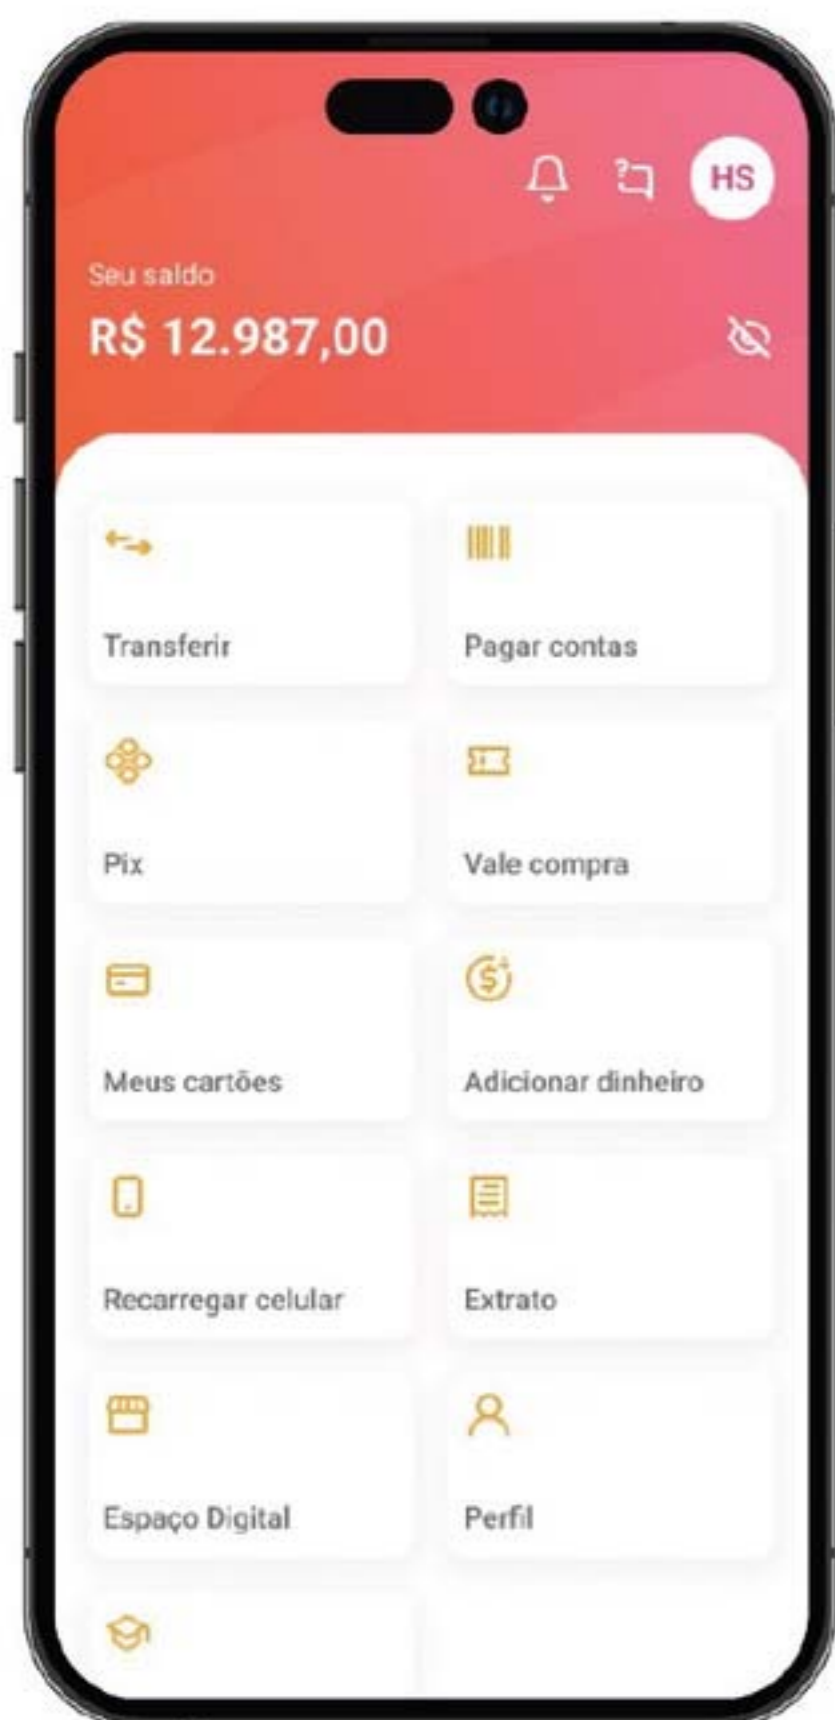 HS
Seu saldo
R$ 12.987,00
Transferir
Pagar contas
Pix
Vale compra
Meus cartões
Adicionar dinheiro
Recarregar celular
Extrato
Espaço Digital
Perfil